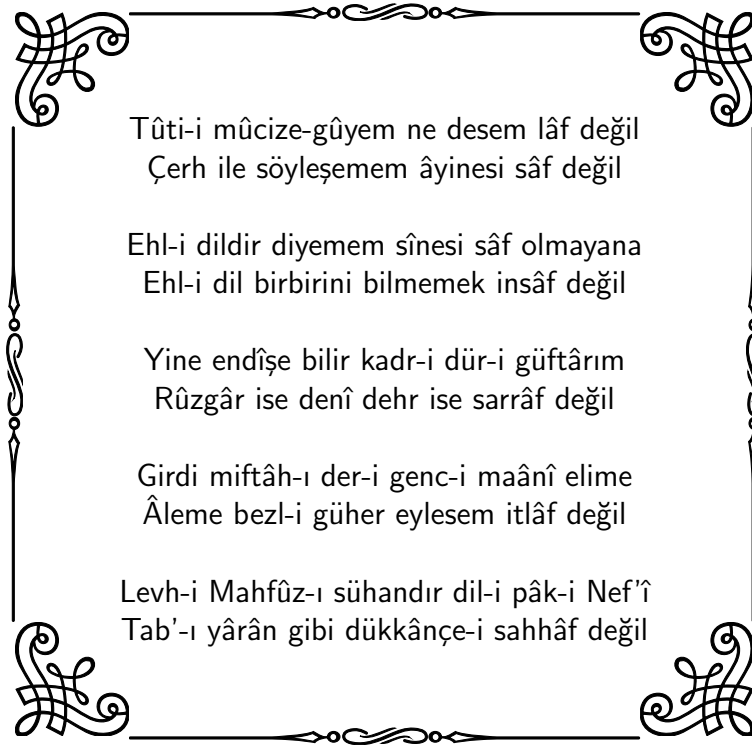 Tûti-i mûcize-gûyem ne desem lâf değil
Çerh ile söyleşemem âyinesi sâf değil
Ehl-i dildir diyemem sînesi sâf olmayana
Ehl-i dil birbirini bilmemek insâf değil
Yine endîşe bilir kadr-i dür-i güftârım
Rûzgâr ise denî dehr ise sarrâf değil
Girdi miftâh-ı der-i genc-i maânî elime
Âleme bezl-i güher eylesem itlâf değil
Levh-i Mahfûz-ı sühandır dil-i pâk-i Nef'î
Tab'-ı yârân gibi dükkânçe-i sahhâf değil